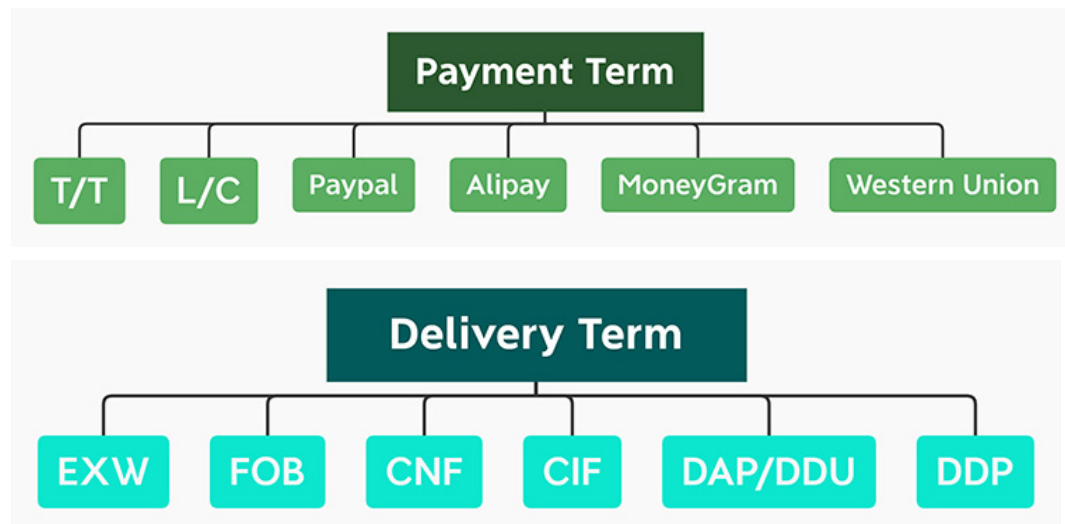 Payment Term
T/T L/C Paypal Alipay MoneyGram Western Union
Delivery Term
EXW FOB CNF CIF DAP/DDU DDP